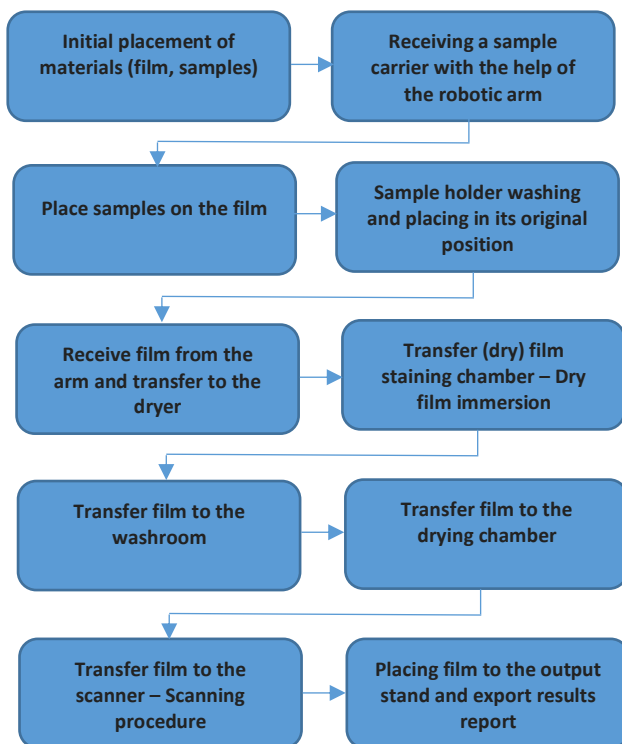 Initial placement of
materials (film, samples)
Receiving a sample
carrier with the help of
the robotic arm
Place samples on the film
Sample holder washing
and placing in its original
position
Receive film from the
arm and transfer to the
dryer
Transfer (dry) film
staining chamber – Dry
film immersion
Transfer film to the
washroom
Transfer film to the
drying chamber
Transfer film to the
scanner – Scanning
procedure
Placing film to the output
stand and export results
report